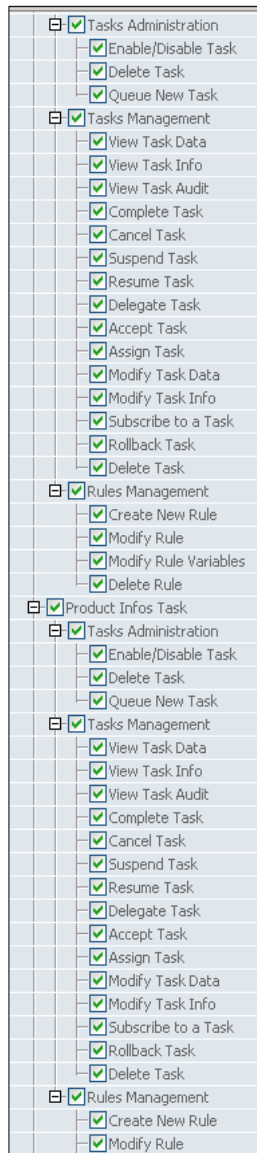 Tasks Administration
Enable/Disable Task
Delete Task
Queue New Task
Tasks Management
View Task Data
View Task Info
View Task Audit
Complete Task
Cancel Task
Suspend Task
Resume Task
Delegate Task
Accept Task
Assign Task
Modify Task Data
Modify Task Info
Subscribe to a Task
Rollback Task
Delete Task
Rules Management
Create New Rule
Modify Rule
Modify Rule Variables
Delete Rule
Product Infos Task
Tasks Administration
Enable/Disable Task
Delete Task
Queue New Task
Tasks Management
View Task Data
View Task Info
View Task Audit
Complete Task
Cancel Task
Suspend Task
Resume Task
Delegate Task
Accept Task
Assign Task
Modify Task Data
Modify Task Info
Subscribe to a Task
Rollback Task
Delete Task
Rules Management
Create New Rule
Modify Rule